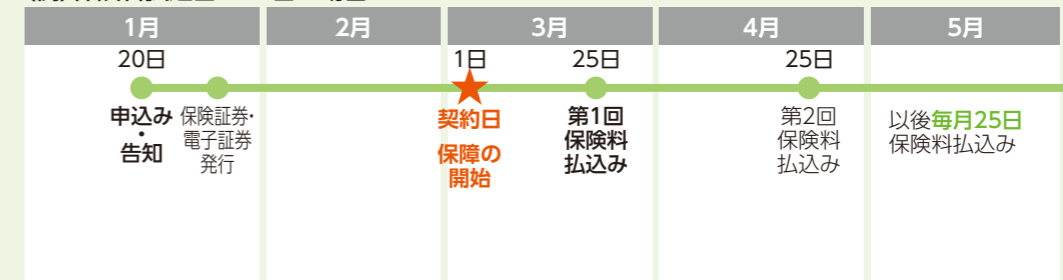 1月
2月
3月
4月
5月
20日
1日
25日
25日
申込み
・
告知
保険証券・
電子証券
発行
契約日
保障の
開始
第1回
保険料
払込み
第2回
保険料
払込み
以後毎月25日
保険料払込み